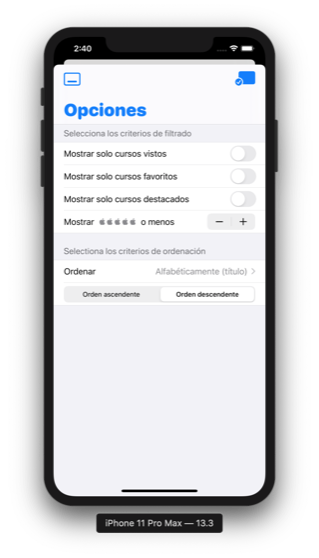 2:40
Opciones
Selecciona los criterios de filtrado
Mostrar solo cursos vistos
Mostrar solo cursos favoritos
Mostrar solo cursos destacados
Mostrar o menos
Selectiona los criterios de ordenación
Ordenar Alfabéticamente (título)
Orden ascendente Orden descendente
iPhone 11 Pro Max — 13.3